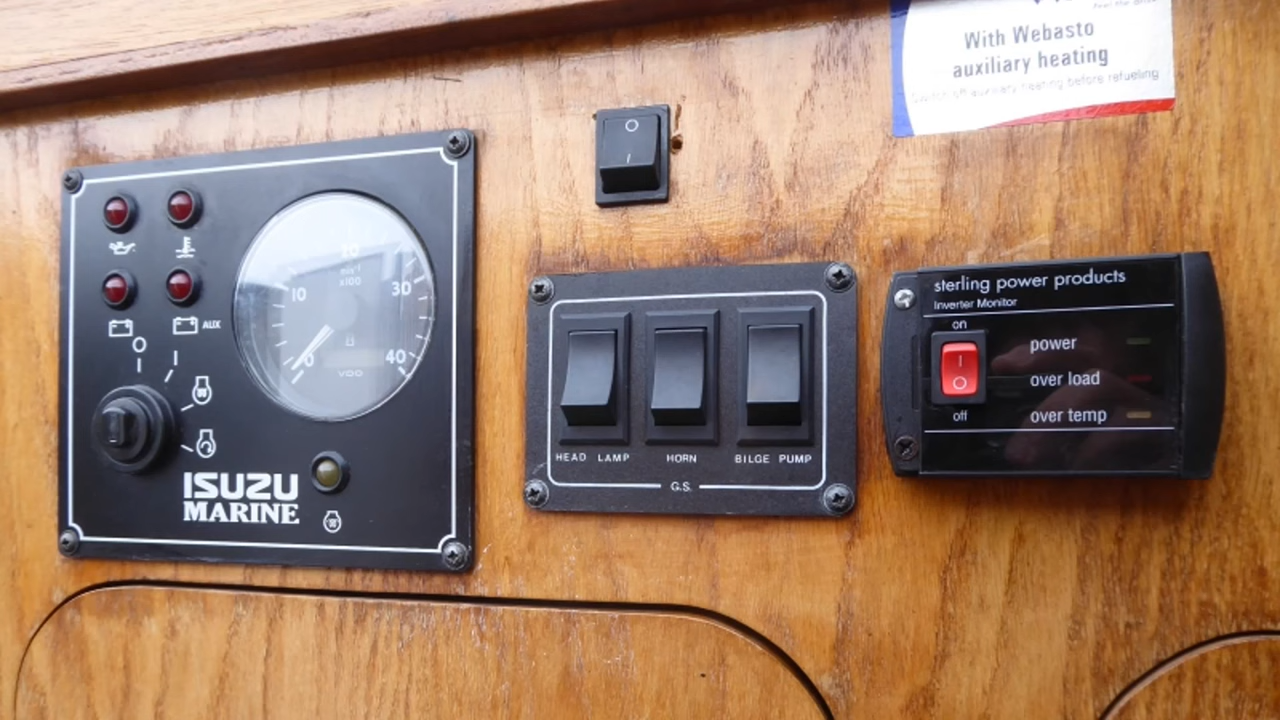 With Webasto
auxiliary heating
Switch off auxiliary heating before refueling
O
I
AUX
O
I
10
20
30
40
0
min-1
x100
VDO
ISUZU
MARINE
HEAD LAMP
HORN
BILGE PUMP
G.S.
sterling power products
Inverter Monitor
on
I
O
off
power
over load
over temp